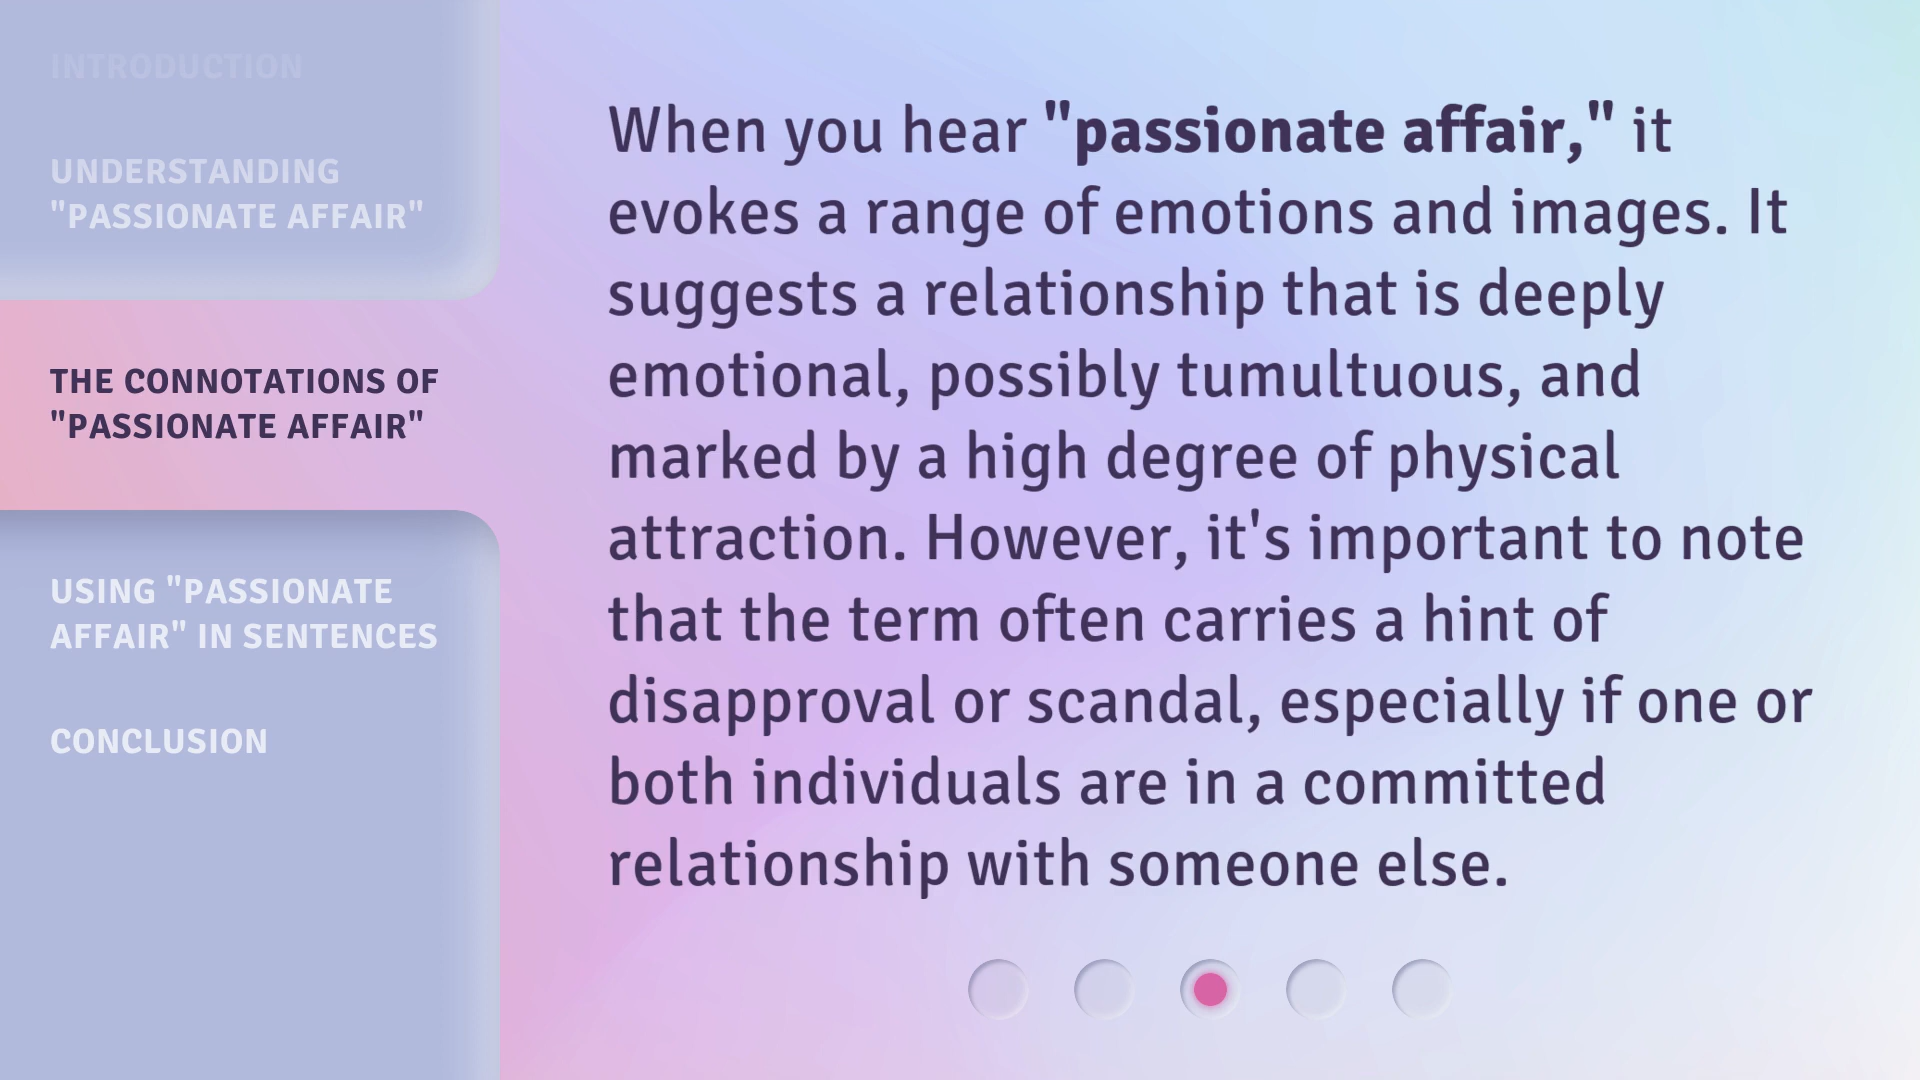 INTRODUCTION
UNDERSTANDING
"PASSIONATE AFFAIR"
THE CONNOTATIONS OF
"PASSIONATE AFFAIR"
USING "PASSIONATE
AFFAIR" IN SENTENCES
CONCLUSION
When you hear "passionate affair," it
evokes a range of emotions and images. It
suggests a relationship that is deeply
emotional, possibly tumultuous, and
marked by a high degree of physical
attraction. However, it's important to note
that the term often carries a hint of
disapproval or scandal, especially if one or
both individuals are in a committed
relationship with someone else.